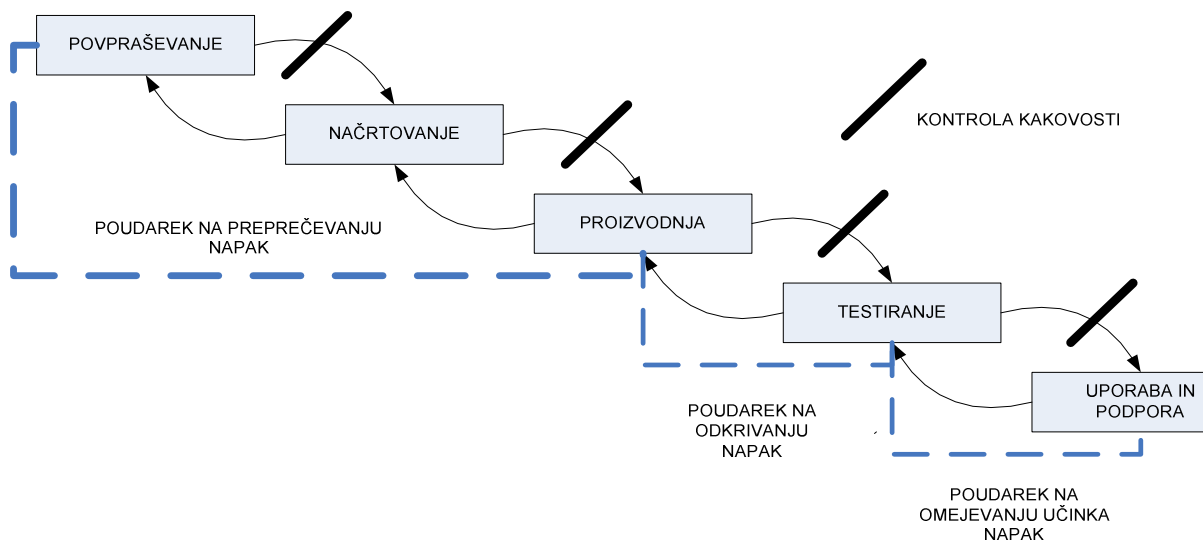 POVPRAŠEVANJE
NAČRTOVANJE
KONTROLA KAKOVOSTI
PROIZVODNJA
POUDAREK NA PREPREČEVANJU
NAPAK
TESTIRANJE
UPORABA IN
PODPORA
POUDAREK NA
ODKRIVANJU
NAPAK
POUDAREK NA
OMEJEVANJU UČINKA
NAPAK